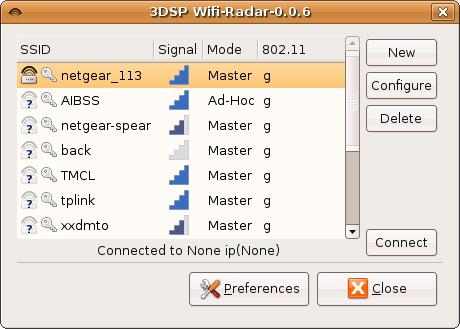 3DSP Wifi-Radar-0.0.6
SSID Signal Mode 802.11
netgear_113 Master g
AIBSS Ad-Hoc g
netgear-spear Master g
back Master g
TMCL Master g
tplink Master g
xxdmto Master g
New
Configure
Delete
Connect
Connected to None ip(None)
Preferences
Close